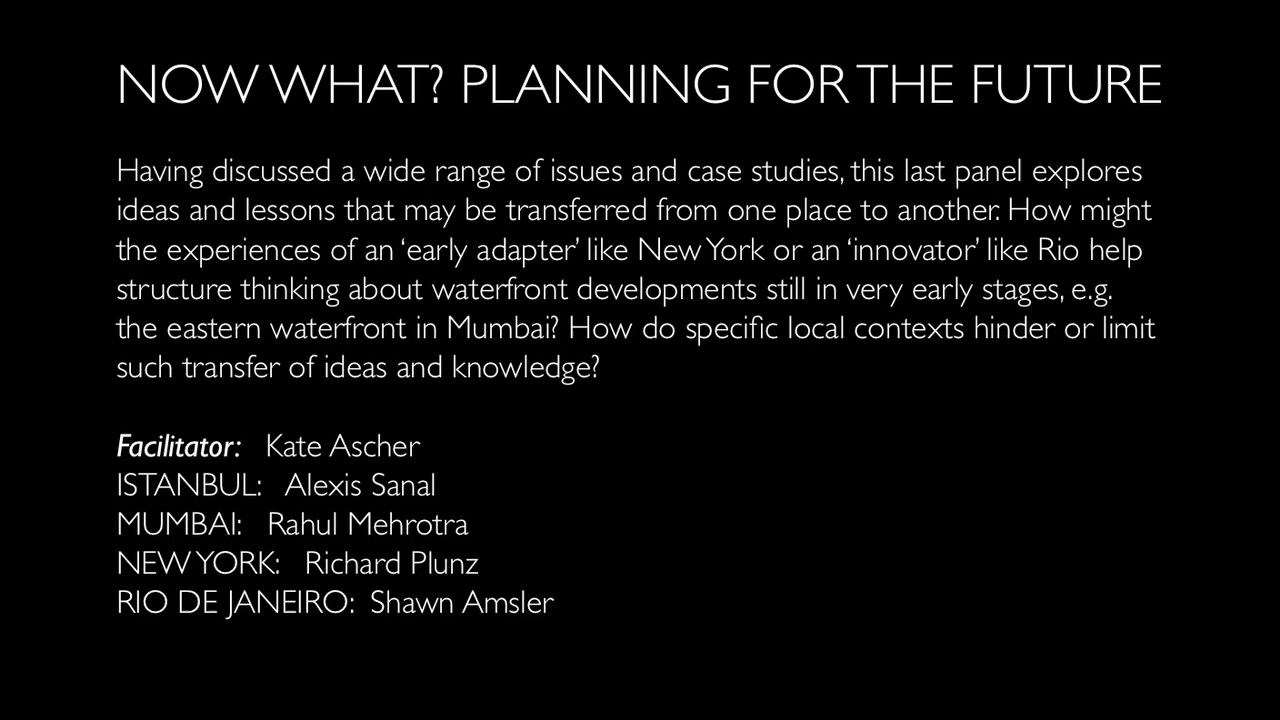 NOW WHAT? PLANNING FOR THE FUTURE
Having discussed a wide range of issues and case studies, this last panel explores
ideas and lessons that may be transferred from one place to another. How might
the experiences of an ‘early adapter’ like New York or an ‘innovator’ like Rio help
structure thinking about waterfront developments still in very early stages, e.g.
the eastern waterfront in Mumbai? How do specific local contexts hinder or limit
such transfer of ideas and knowledge?
Facilitator: Kate Ascher
ISTANBUL: Alexis Sanal
MUMBAI: Rahul Mehrotra
NEW YORK: Richard Plunz
RIO DE JANEIRO: Shawn Amsler